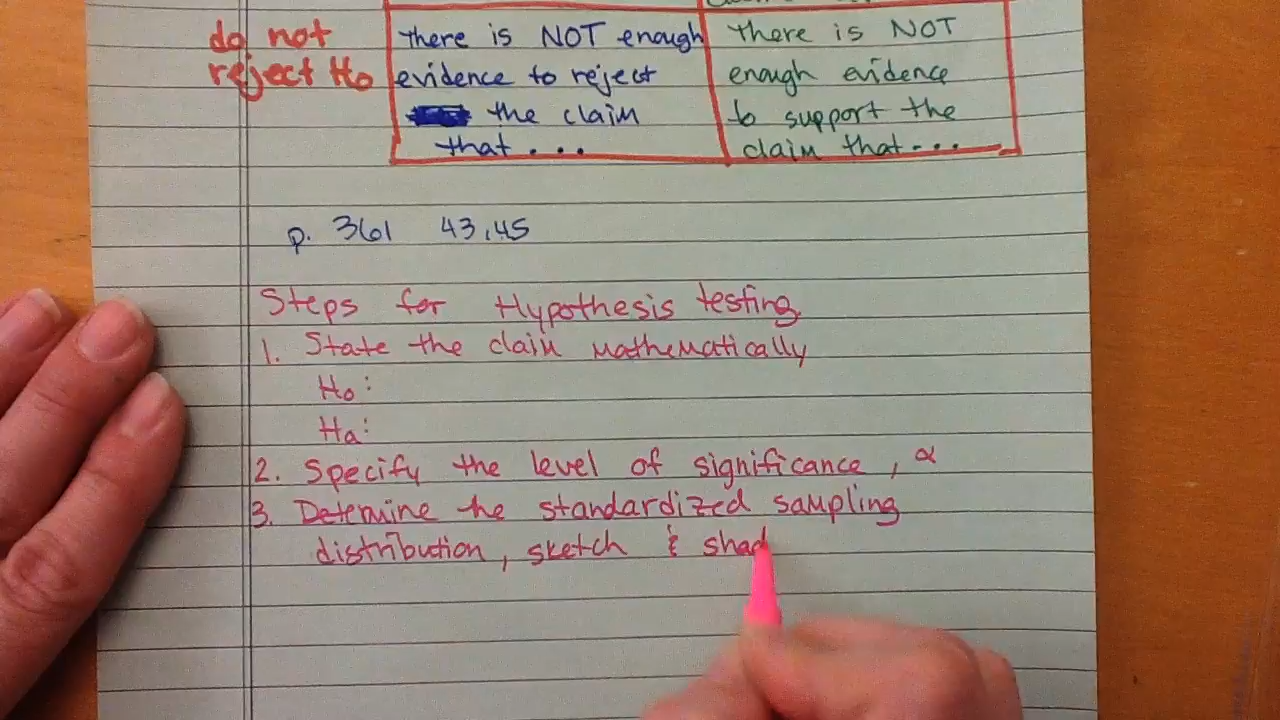 do not
reject H₀
there is NOT enough
evidence to reject
the claim
that...
there is NOT
enough evidence
to support the
claim that...
p. 361 43,45
Steps for Hypothesis testing
1. State the claim mathematically
H₀:
Ha:
2. Specify the level of significance, α
3. Determine the standardized sampling
distribution, sketch & shad